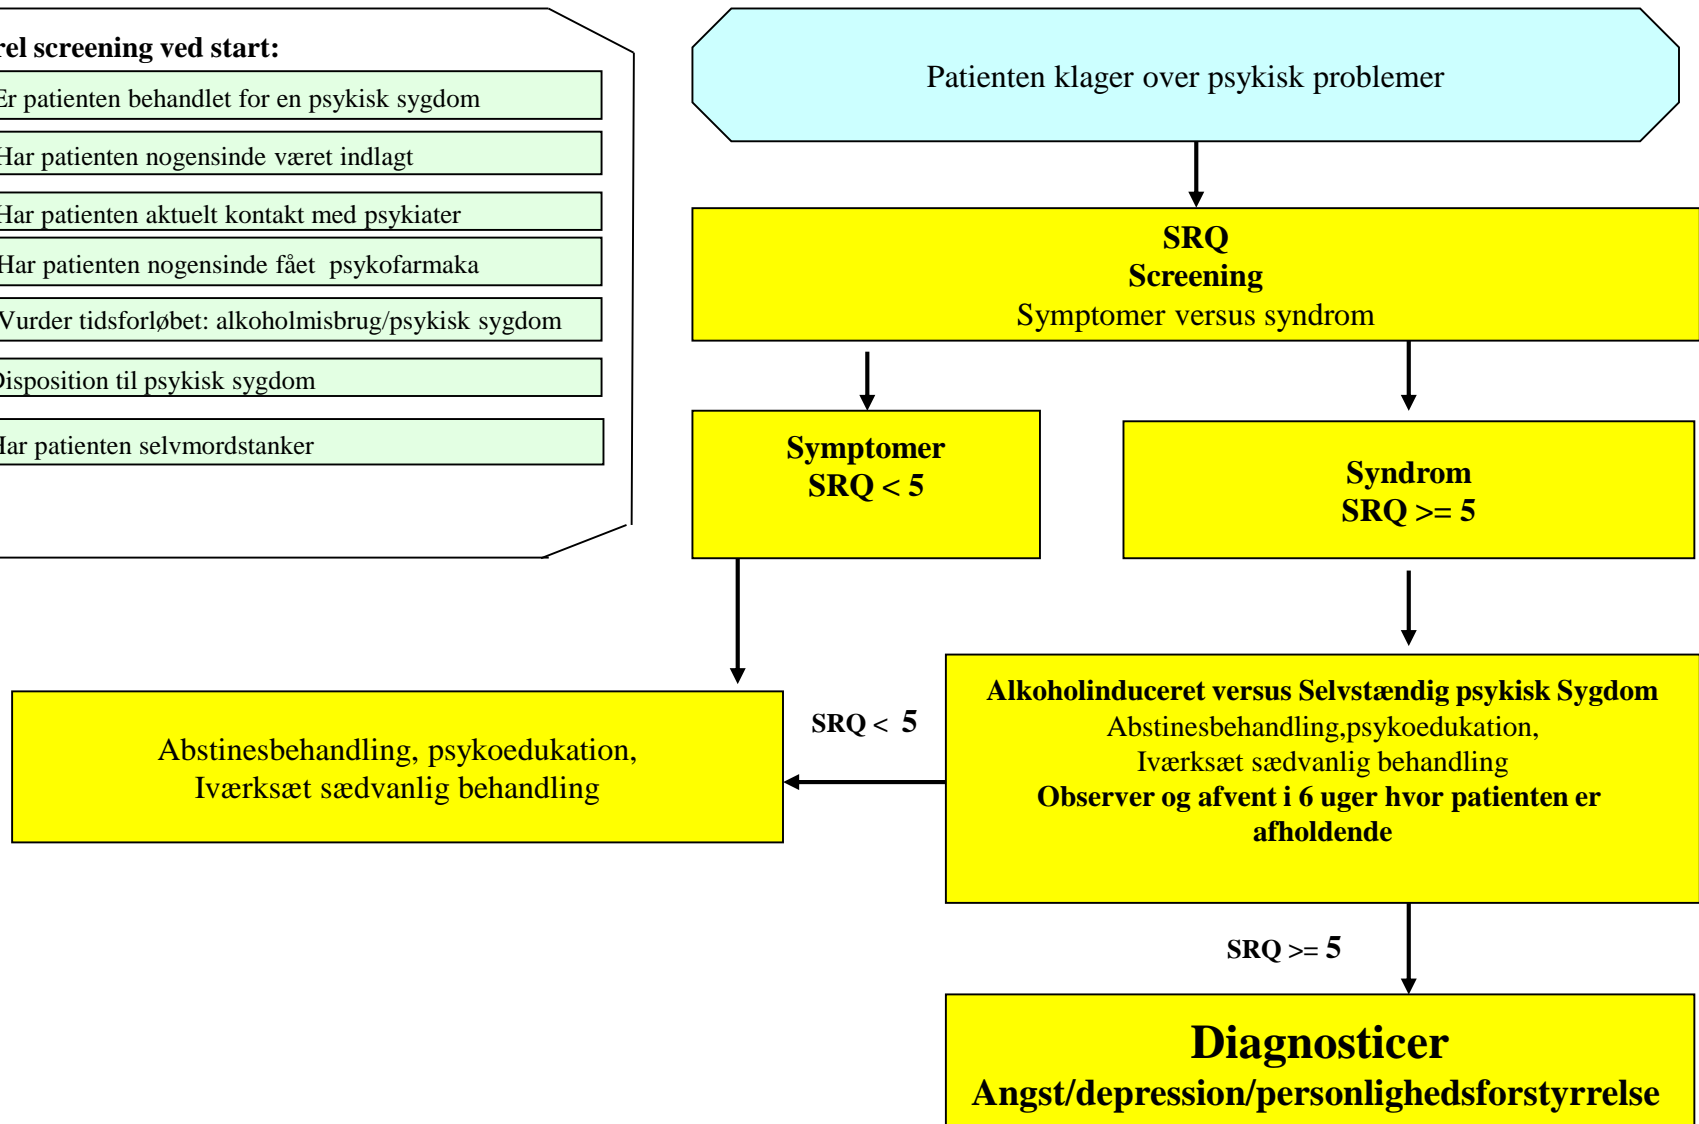 screening ved start:
Er patienten behandlet for en psykisk sygdom
Har patienten nogensinde været indlagt
Har patienten aktuelt kontakt med psykiater
Har patienten nogensinde fået psykofarmaka
Vurder tidsforløbet: alkoholmisbrug/psykisk sygdom
Disposition til psykisk sygdom
Har patienten selvmordstanker
Patienten klager over psykisk problemer
SRQ
Screening
Symptomer versus syndrom
Symptomer
SRQ < 5
Syndrom
SRQ >= 5
Alkoholinduceret versus Selvstændig psykisk Sygdom
Abstinesbehandling,psykoedukation,
Iværksæt sædvanlig behandling
Observer og afvent i 6 uger hvor patienten er
afholdende
SRQ < 5
Abstinesbehandling, psykoedukation,
Iværksæt sædvanlig behandling
SRQ >= 5
Diagnosticer
Angst/depression/personlighedsforstyrrelse